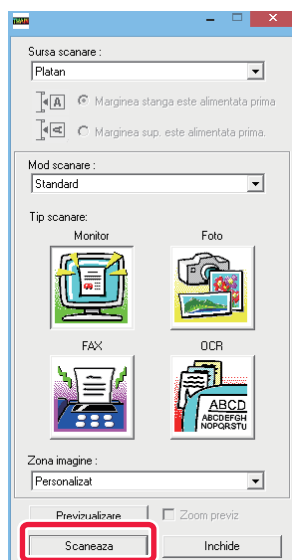 Sursa scanare :
Platan
A Marginea stanga este alimentata prima
A Marginea sup. este alimentata prima.
Mod scanare :
Standard
Tip scanare:
Monitor Foto
FAX OCR
ABCD
ABCDEFGH
NOPQRSTU
Zona imagine :
Personalizat
Previzualizare Zoom previz
Scaneaza Inchide